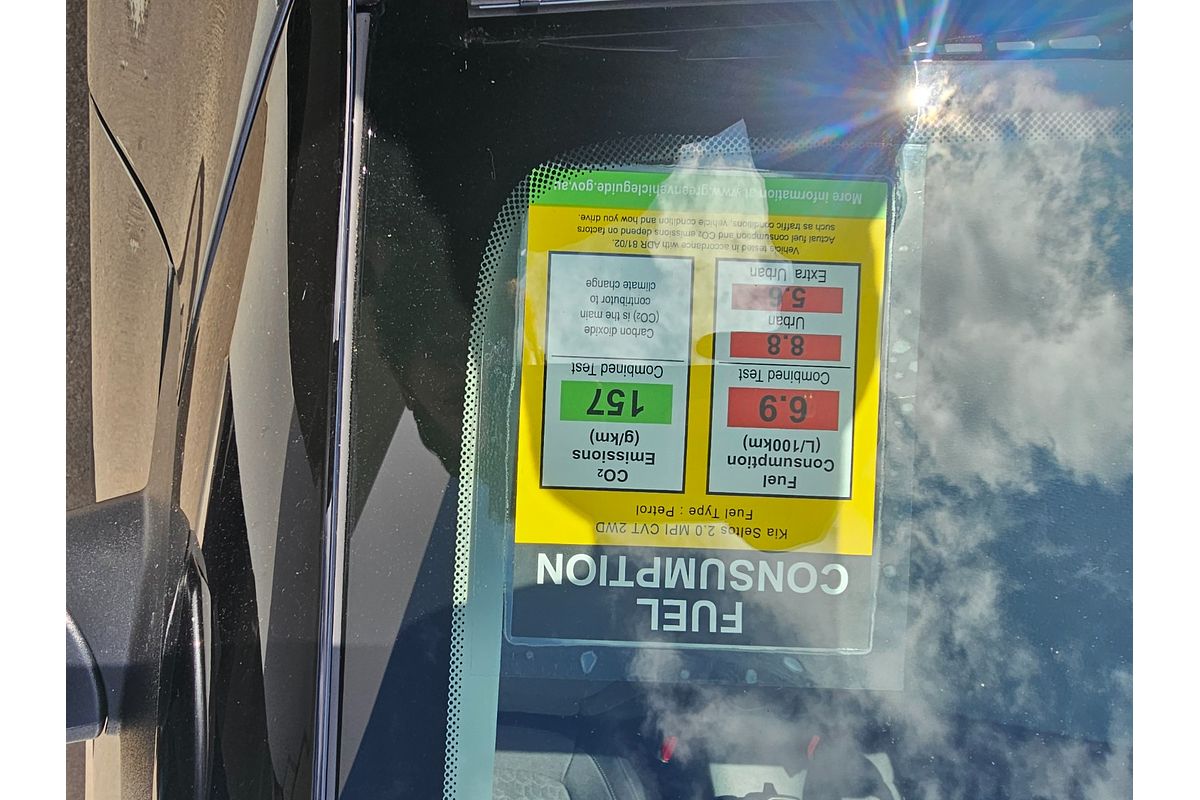 FUEL
CONSUMPTION
Kia Seltos 2.0 MPI CVT 2WD
Fuel Type : Petrol
Fuel
Consumption
(L/100km)
6.9
Combined Test
8.8
Urban
5.6
Extra Urban
CO₂
Emissions
(g/km)
157
Combined Test
Carbon dioxide
(CO₂) is the main
contributor to
climate change
Vehicle tested in accordance with ADR 81/02.
Actual fuel consumption and CO₂ emissions depend on factors
such as traffic conditions, vehicle condition and how you drive.
More information at www.greenvehicleguide.gov.au